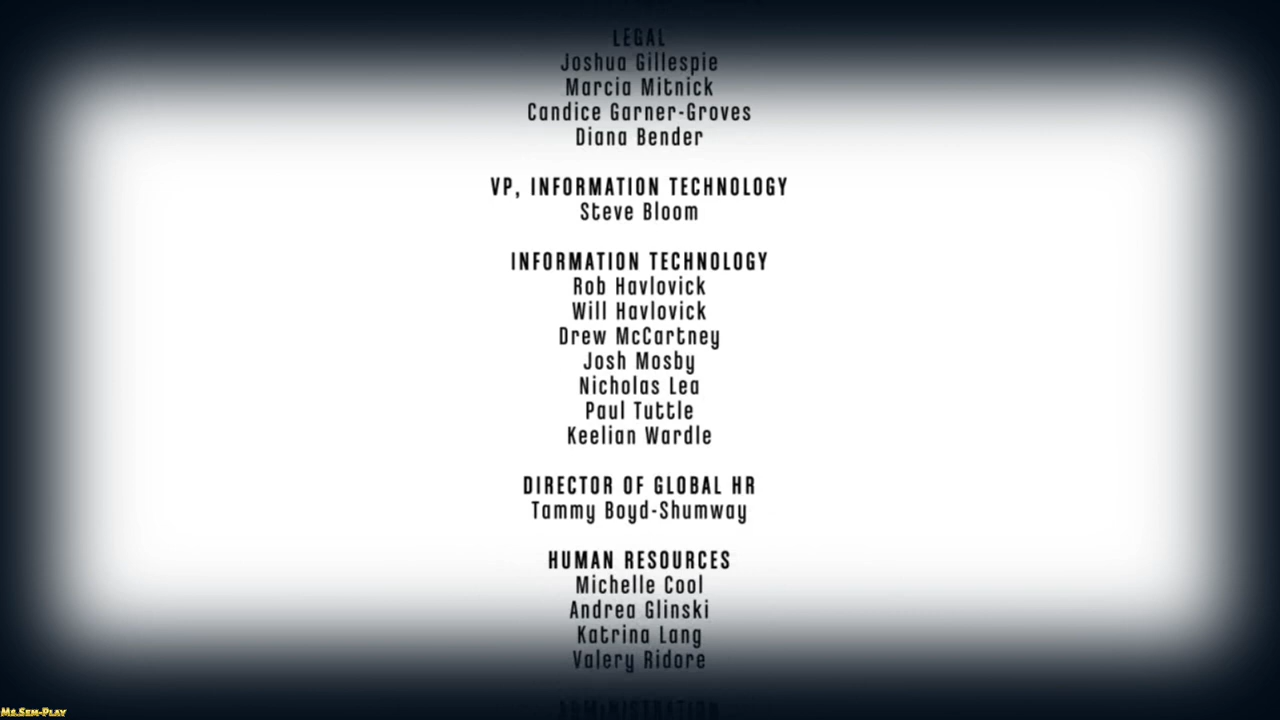 LEGAL
Joshua Gillespie
Marcia Mitnick
Candice Garner-Groves
Diana Bender
VP, INFORMATION TECHNOLOGY
Steve Bloom
INFORMATION TECHNOLOGY
Rob Havlovick
Will Havlovick
Drew McCartney
Josh Mosby
Nicholas Lea
Paul Tuttle
Keelian Wardle
DIRECTOR OF GLOBAL HR
Tammy Boyd-Shumway
HUMAN RESOURCES
Michelle Cool
Andrea Glinski
Katrina Lang
Valery Ridore
ADMINISTRATION
Ms.Sem-Play